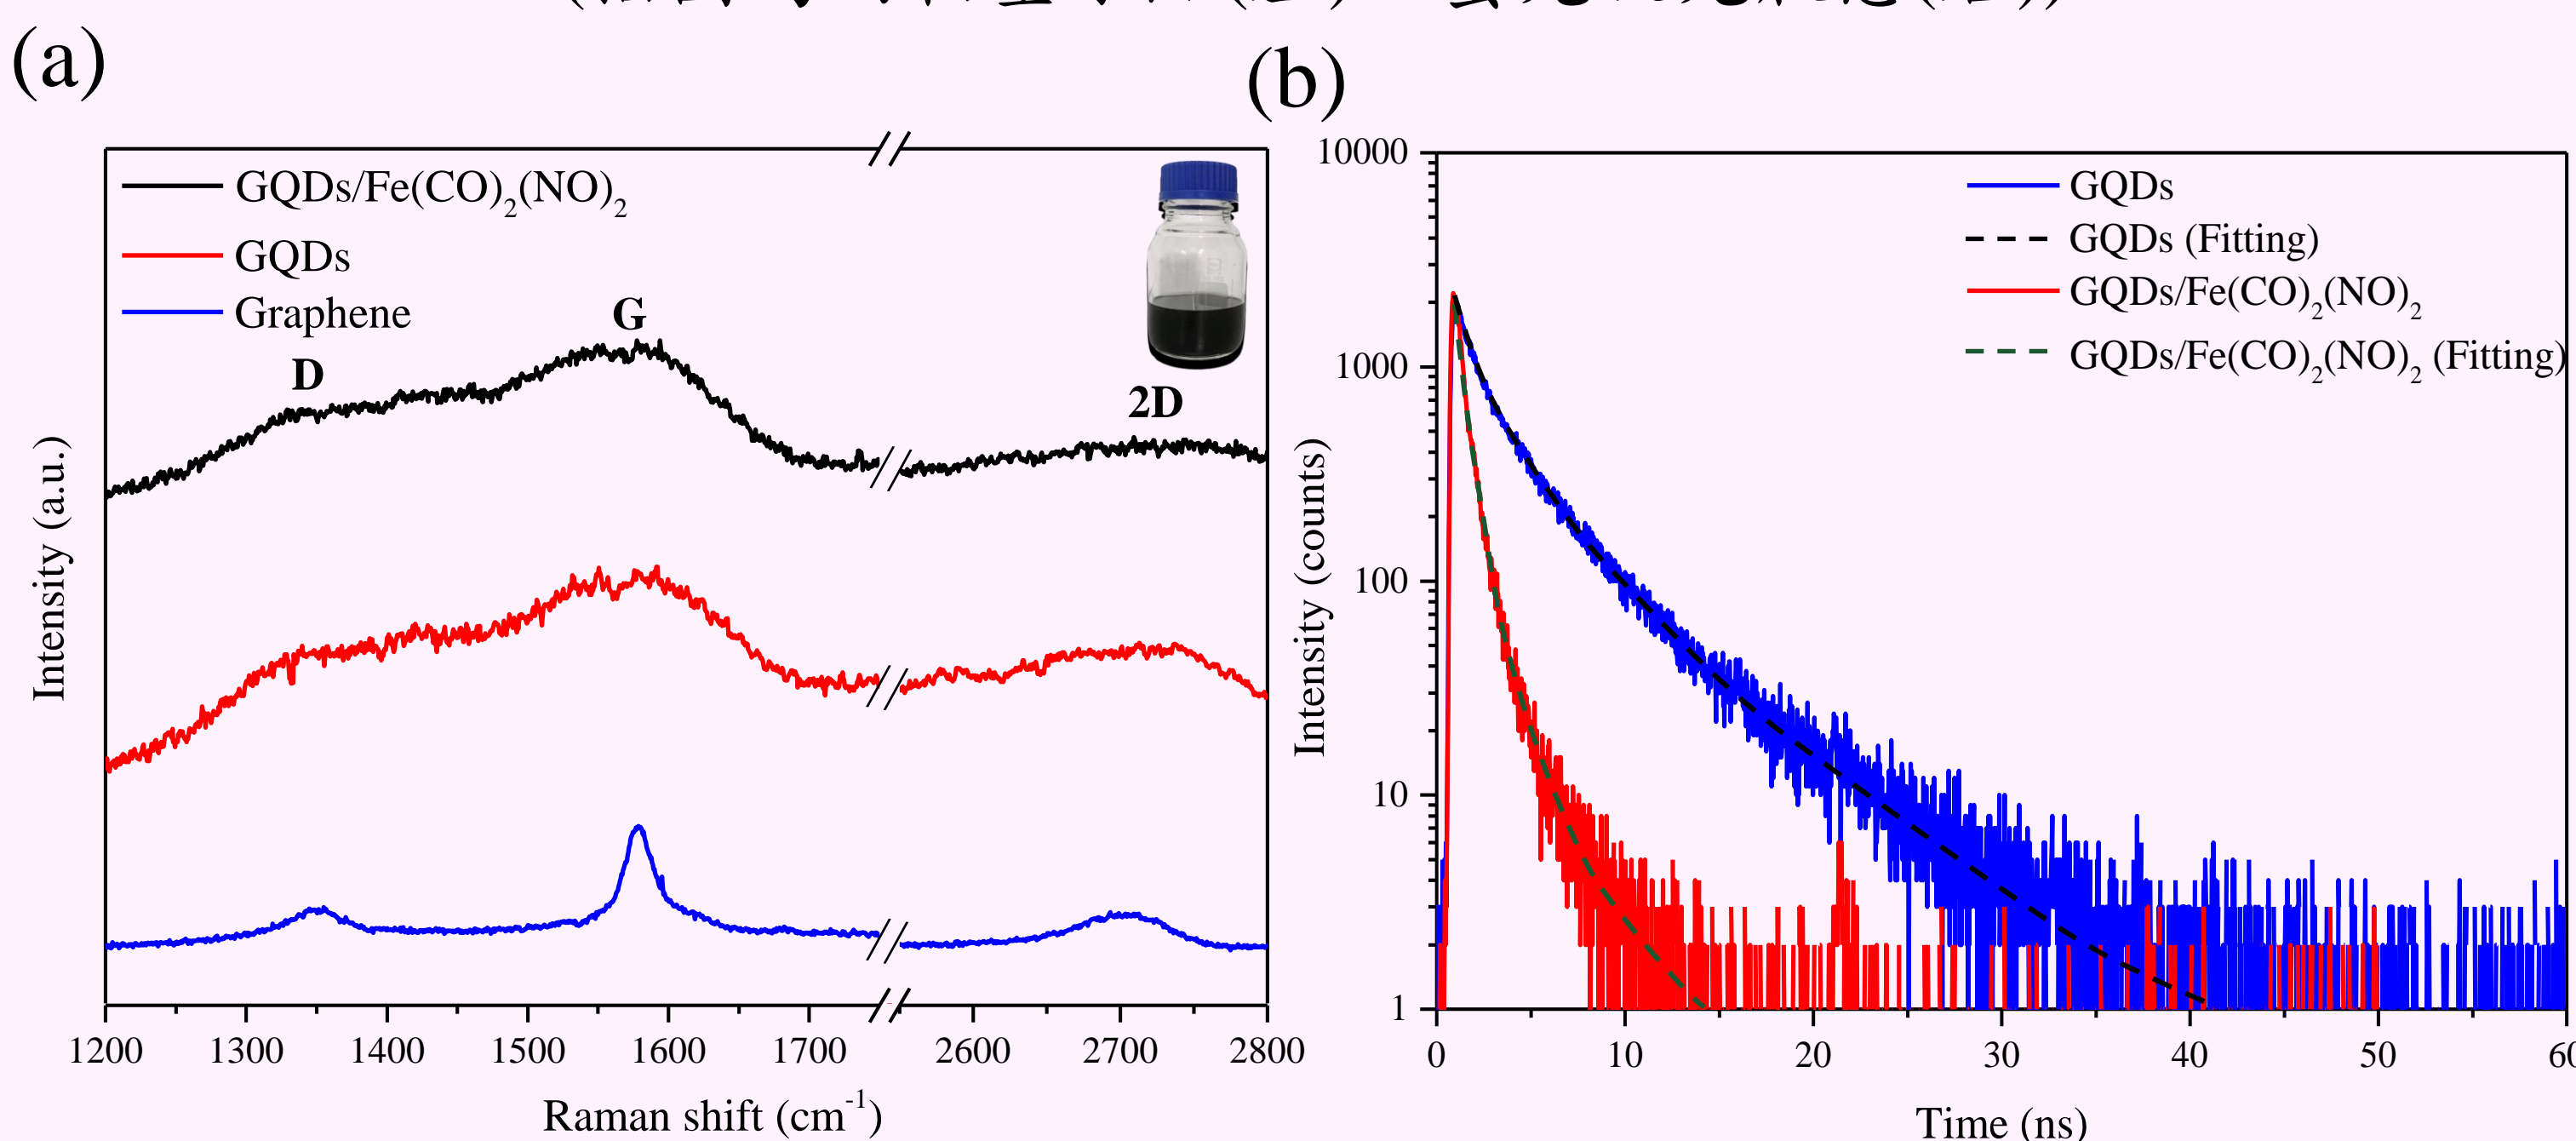 (a)
GQDs/Fe(CO)₂(NO)₂
GQDs
Graphene
D
G
2D
Intensity (a.u.)
1200 1300 1400 1500 1600 1700 2600 2700 2800
Raman shift (cm⁻¹)
(b)
GQDs
GQDs (Fitting)
GQDs/Fe(CO)₂(NO)₂
GQDs/Fe(CO)₂(NO)₂ (Fitting)
Intensity (counts)
10000
1000
100
10
1
0 10 20 30 40 50
Time (ns)